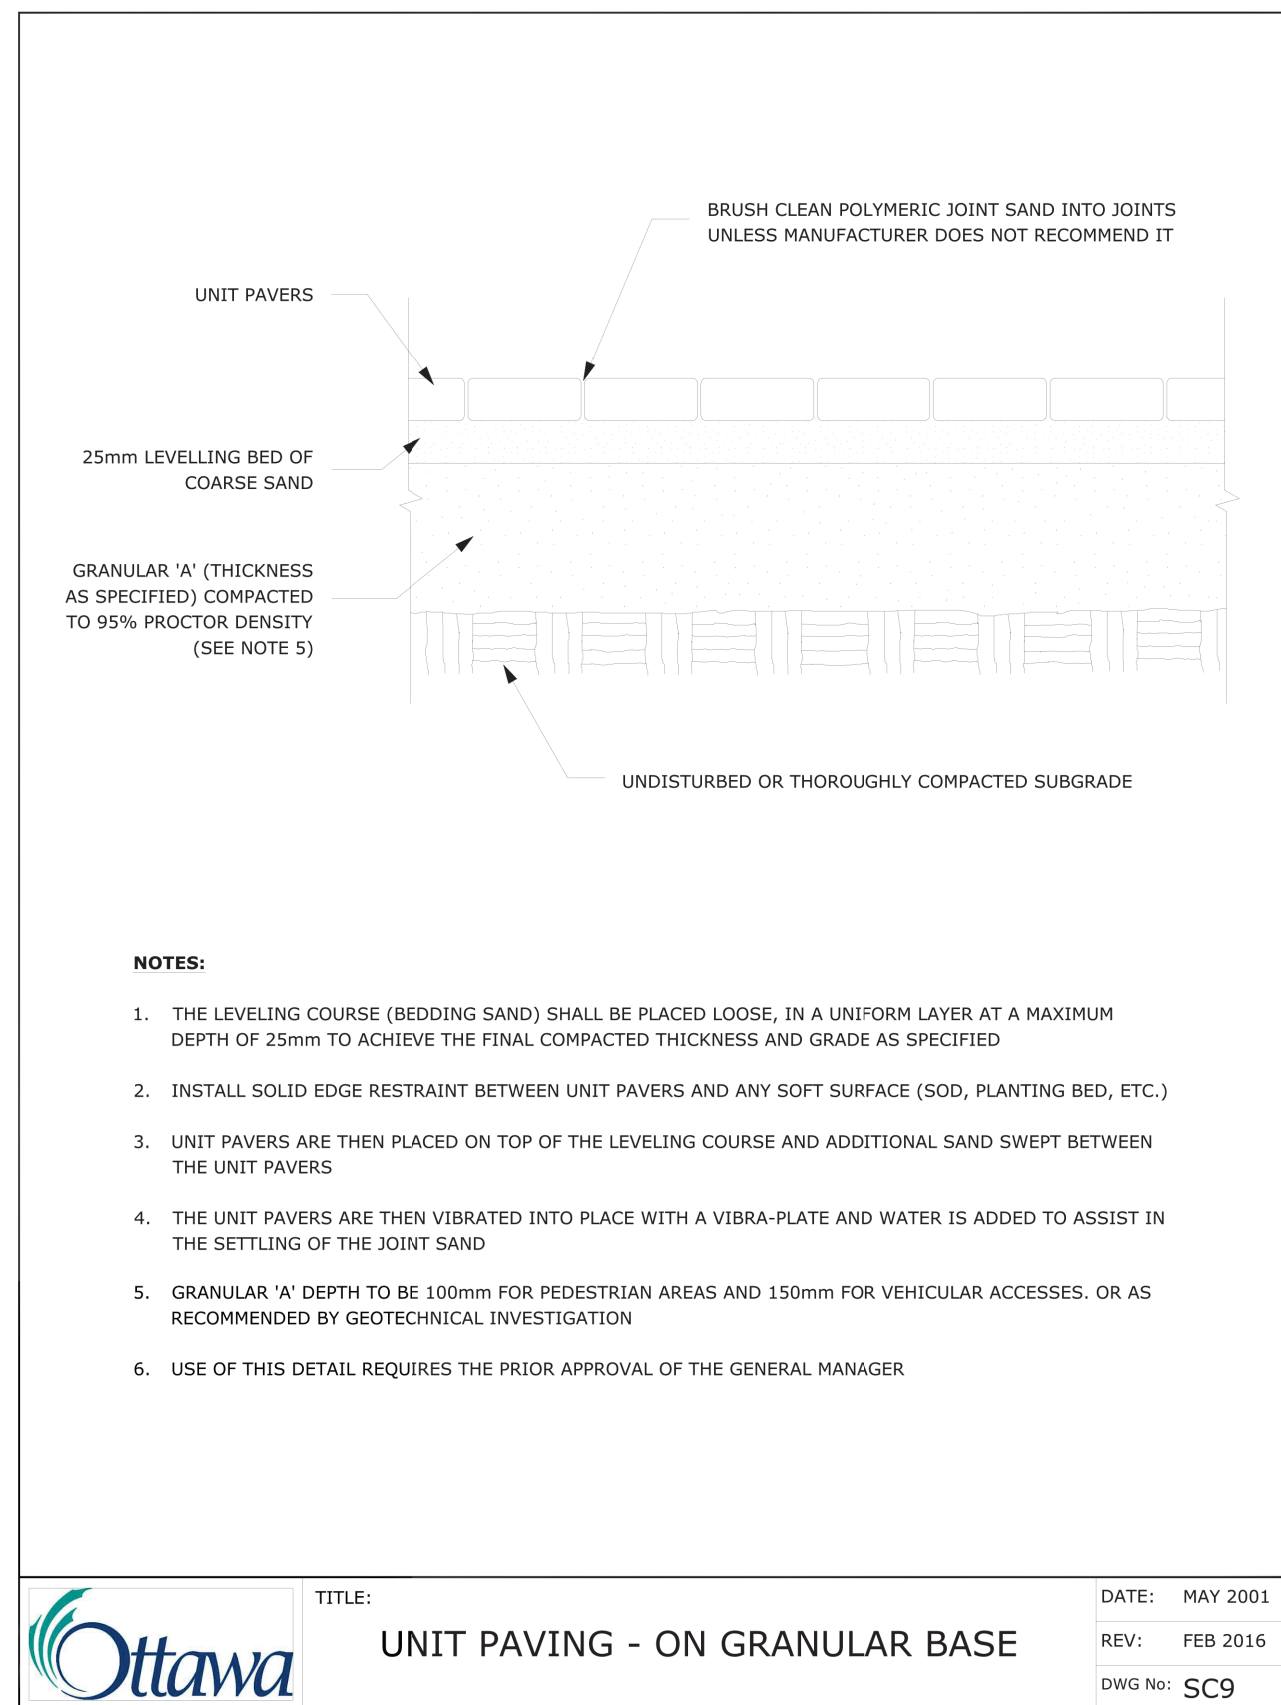 BRUSH CLEAN POLYMERIC JOINT SAND INTO JOINTS
UNLESS MANUFACTURER DOES NOT RECOMMEND IT
UNIT PAVERS
25mm LEVELLING BED OF
COARSE SAND
GRANULAR 'A' (THICKNESS
AS SPECIFIED) COMPACTED
TO 95% PROCTOR DENSITY
(SEE NOTE 5)
UNDISTURBED OR THOROUGHLY COMPACTED SUBGRADE
NOTES:
1. THE LEVELING COURSE (BEDDING SAND) SHALL BE PLACED LOOSE, IN A UNIFORM LAYER AT A MAXIMUM
DEPTH OF 25mm TO ACHIEVE THE FINAL COMPACTED THICKNESS AND GRADE AS SPECIFIED
2. INSTALL SOLID EDGE RESTRAINT BETWEEN UNIT PAVERS AND ANY SOFT SURFACE (SOD, PLANTING BED, ETC.)
3. UNIT PAVERS ARE THEN PLACED ON TOP OF THE LEVELING COURSE AND ADDITIONAL SAND SWEPT BETWEEN
THE UNIT PAVERS
4. THE UNIT PAVERS ARE THEN VIBRATED INTO PLACE WITH A VIBRA-PLATE AND WATER IS ADDED TO ASSIST IN
THE SETTLING OF THE JOINT SAND
5. GRANULAR 'A' DEPTH TO BE 100mm FOR PEDESTRIAN AREAS AND 150mm FOR VEHICULAR ACCESSES. OR AS
RECOMMENDED BY GEOTECHNICAL INVESTIGATION
6. USE OF THIS DETAIL REQUIRES THE PRIOR APPROVAL OF THE GENERAL MANAGER
Ottawa
TITLE:
UNIT PAVING - ON GRANULAR BASE
DATE: MAY 2001
REV: FEB 2016
DWG No: SC9